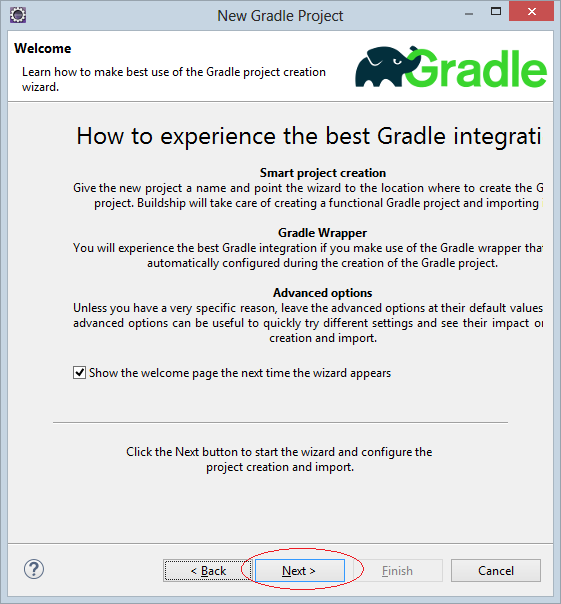 New Gradle Project
Welcome
Learn how to make best use of the Gradle project creation
wizard.
Gradle
How to experience the best Gradle integrati
Smart project creation
Give the new project a name and point the wizard to the location where to create the G
project. Buildship will take care of creating a functional Gradle project and importing
Gradle Wrapper
You will experience the best Gradle integration if you make use of the Gradle wrapper that
automatically configured during the creation of the Gradle project.
Advanced options
Unless you have a very specific reason, leave the advanced options at their default values
advanced options can be useful to quickly try different settings and see their impact o
creation and import.
Show the welcome page the next time the wizard appears
Click the Next button to start the wizard and configure the
project creation and import.
? < Back Next > Finish Cancel